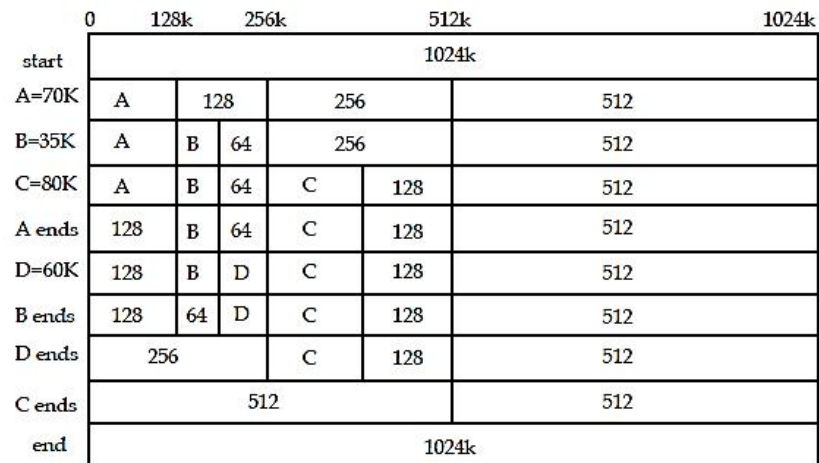 0 128k 256k 512k 1024k
start 1024k
A=70K A 128 256 512
B=35K A B 64 256 512
C=80K A B 64 C 128 512
A ends 128 B 64 C 128 512
D=60K 128 B D C 128 512
B ends 128 64 D C 128 512
D ends 256 C 128 512
C ends 512 512
end 1024k